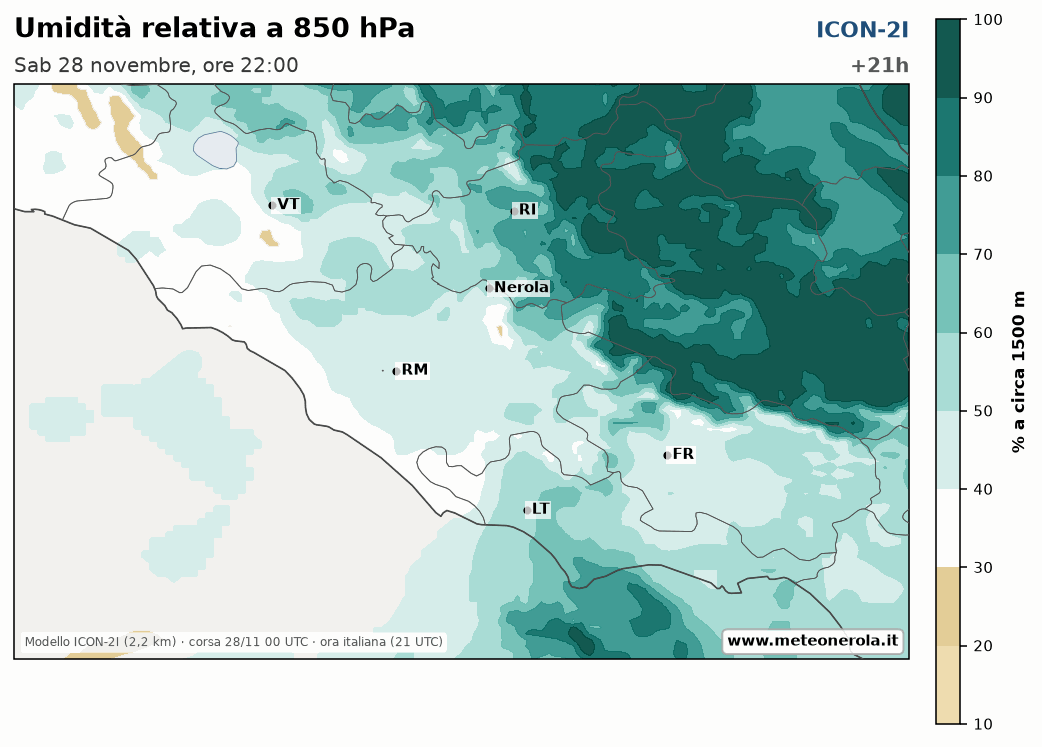 Umidità relativa a 850 hPa
ICON-2I
Sab 28 novembre, ore 22:00
+21h
100
90
80
70
60
50
40
30
20
10
% a circa 1500 m
VT
RI
Nerola
RM
FR
LT
Modello ICON-2I (2,2 km) · corsa 28/11 00 UTC · ora italiana (21 UTC)
www.meteonerola.it